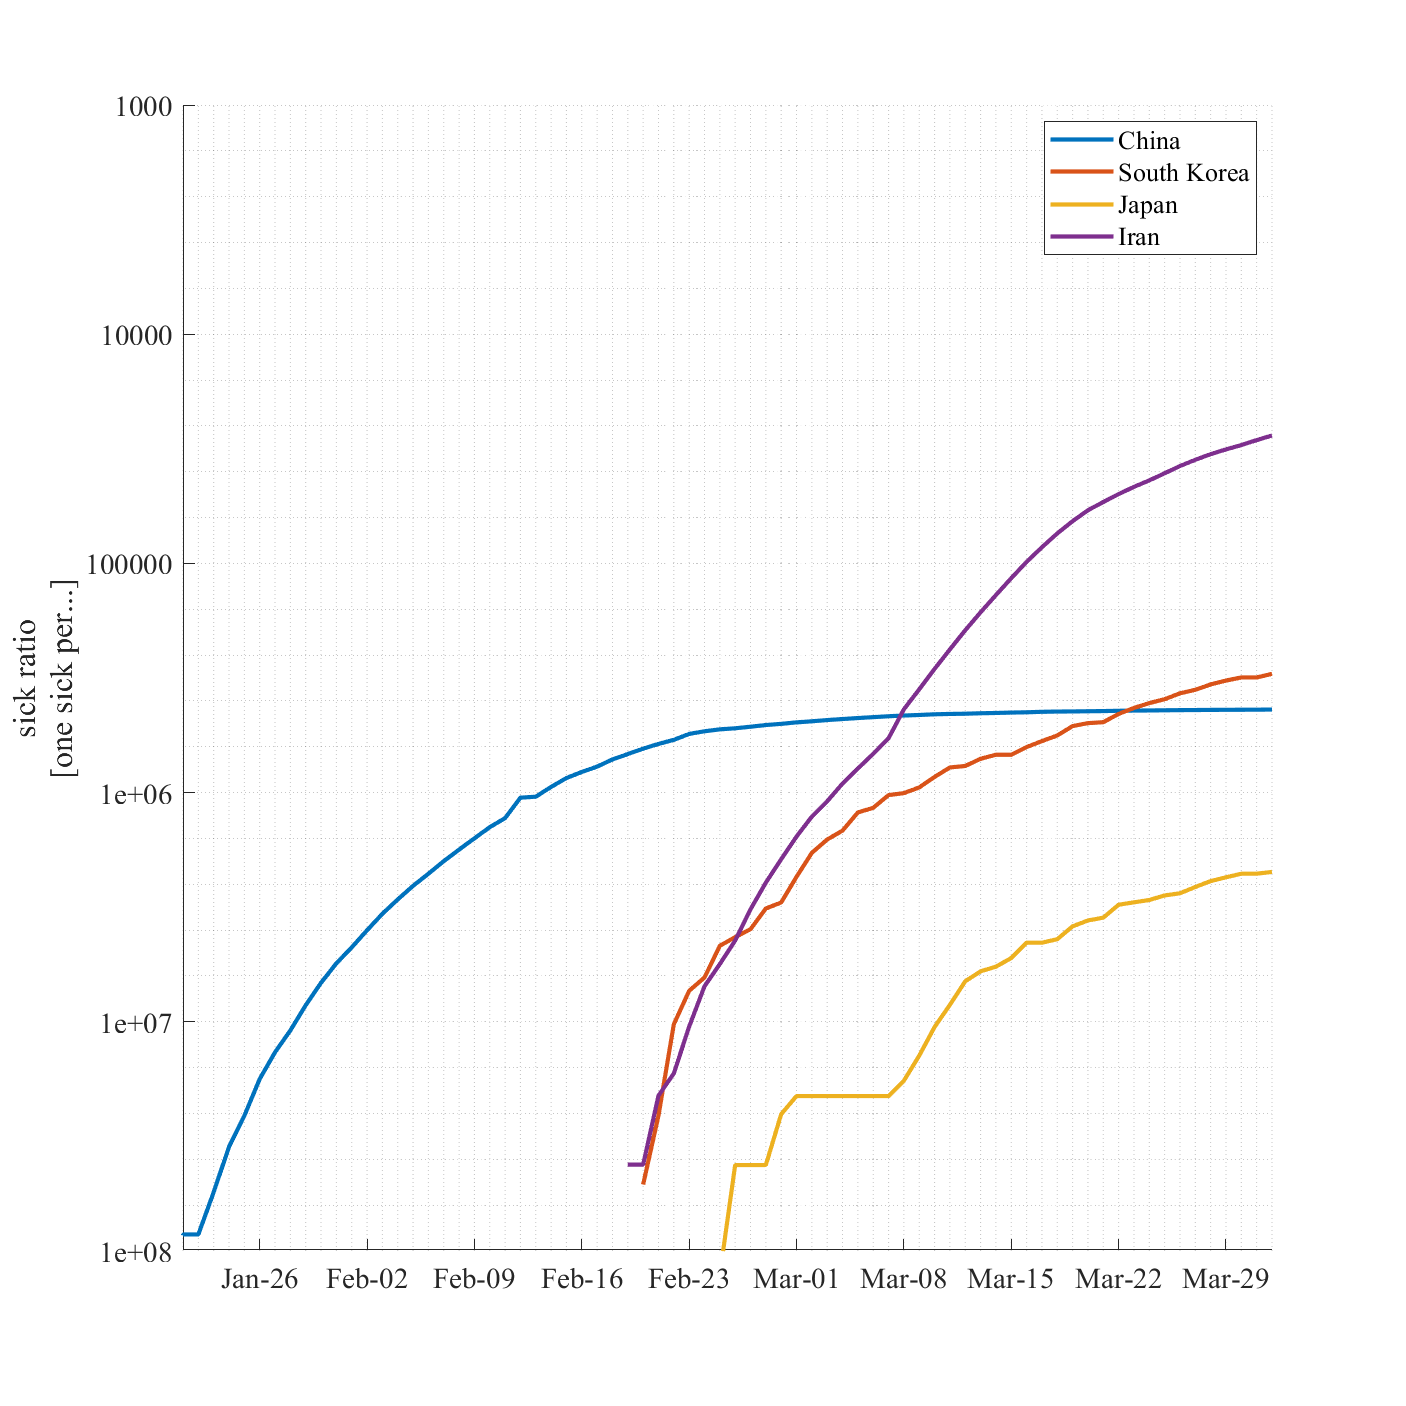 1000
10000
100000
1e+06
1e+07
1e+08
sick ratio
[one sick per...]
China
South Korea
Japan
Iran
Jan-26
Feb-02
Feb-09
Feb-16
Feb-23
Mar-01
Mar-08
Mar-15
Mar-22
Mar-29